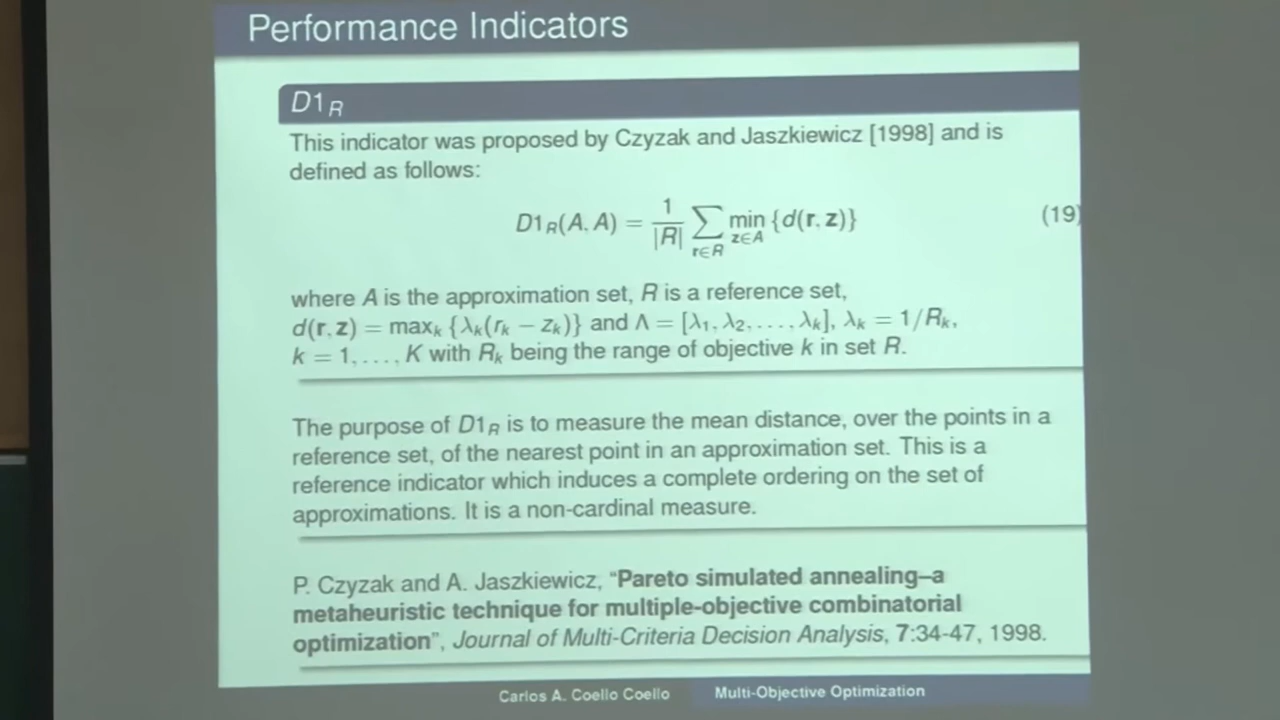 Performance Indicators
D1_R
This indicator was proposed by Czyzak and Jaszkiewicz [1998] and is
defined as follows:
D1_R(A, A) = 1/|R| ∑_{r∈R} min_{z∈A} {d(r, z)} (19)
where A is the approximation set, R is a reference set,
d(r, z) = max_k {λ_k(r_k − z_k)} and Λ = [λ_1, λ_2, . . . , λ_k], λ_k = 1/R_k,
k = 1, . . . , K with R_k being the range of objective k in set R.
The purpose of D1_R is to measure the mean distance, over the points in a
reference set, of the nearest point in an approximation set. This is a
reference indicator which induces a complete ordering on the set of
approximations. It is a non-cardinal measure.
P. Czyzak and A. Jaszkiewicz, “Pareto simulated annealing–a
metaheuristic technique for multiple-objective combinatorial
optimization”, Journal of Multi-Criteria Decision Analysis, 7:34-47, 1998.
Carlos A. Coello Coello Multi-Objective Optimization